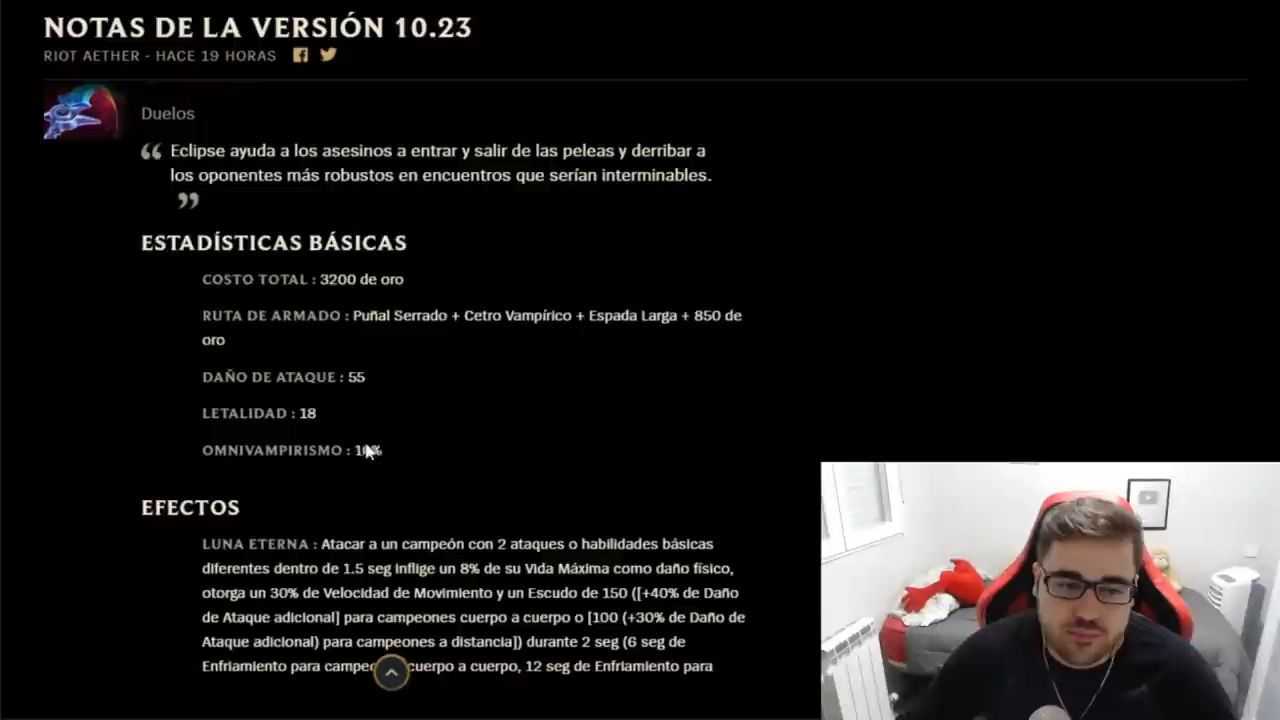 NOTAS DE LA VERSIÓN 10.23
RIOT AETHER - HACE 19 HORAS
Duelos
“ Eclipse ayuda a los asesinos a entrar y salir de las peleas y derribar a
los oponentes más robustos en encuentros que serían interminables.
”
ESTADÍSTICAS BÁSICAS
COSTO TOTAL : 3200 de oro
RUTA DE ARMADO : Puñal Serrado + Cetro Vampírico + Espada Larga + 850 de
oro
DAÑO DE ATAQUE : 55
LETALIDAD : 18
OMNIVAMPIRISMO :
EFECTOS
LUNA ETERNA : Atacar a un campeón con 2 ataques o habilidades básicas
diferentes dentro de 1.5 seg inflige un 8% de su Vida Máxima como daño físico,
otorga un 30% de Velocidad de Movimiento y un Escudo de 150 ([+40% de Daño
de Ataque adicional] para campeones cuerpo a cuerpo o [100 (+30% de Daño de
Ataque adicional) para campeones a distancia]) durante 2 seg (6 seg de
Enfriamiento para cuerpo a cuerpo, 12 seg de Enfriamiento para